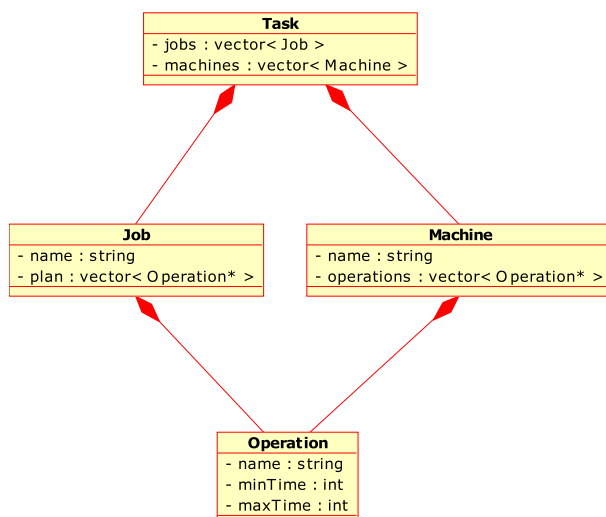 Task
- jobs : vector< Job >
- machines : vector< Machine >
Job
- name : string
- plan : vector< Operation* >
Machine
- name : string
- operations : vector< Operation* >
Operation
- name : string
- minTime : int
- maxTime : int